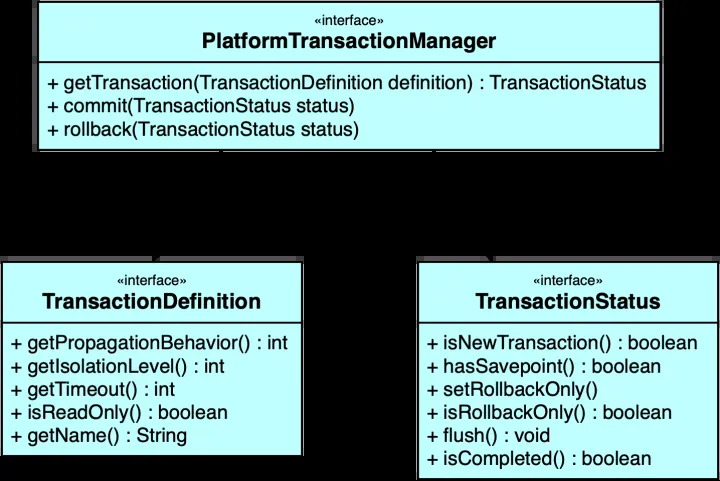 «interface»
PlatformTransactionManager
+ getTransaction(TransactionDefinition definition) : TransactionStatus
+ commit(TransactionStatus status)
+ rollback(TransactionStatus status)
«interface»
TransactionDefinition
+ getPropagationBehavior() : int
+ getIsolationLevel() : int
+ getTimeout() : int
+ isReadOnly() : boolean
+ getName() : String
«interface»
TransactionStatus
+ isNewTransaction() : boolean
+ hasSavepoint() : boolean
+ setRollbackOnly()
+ isRollbackOnly() : boolean
+ flush() : void
+ isCompleted() : boolean